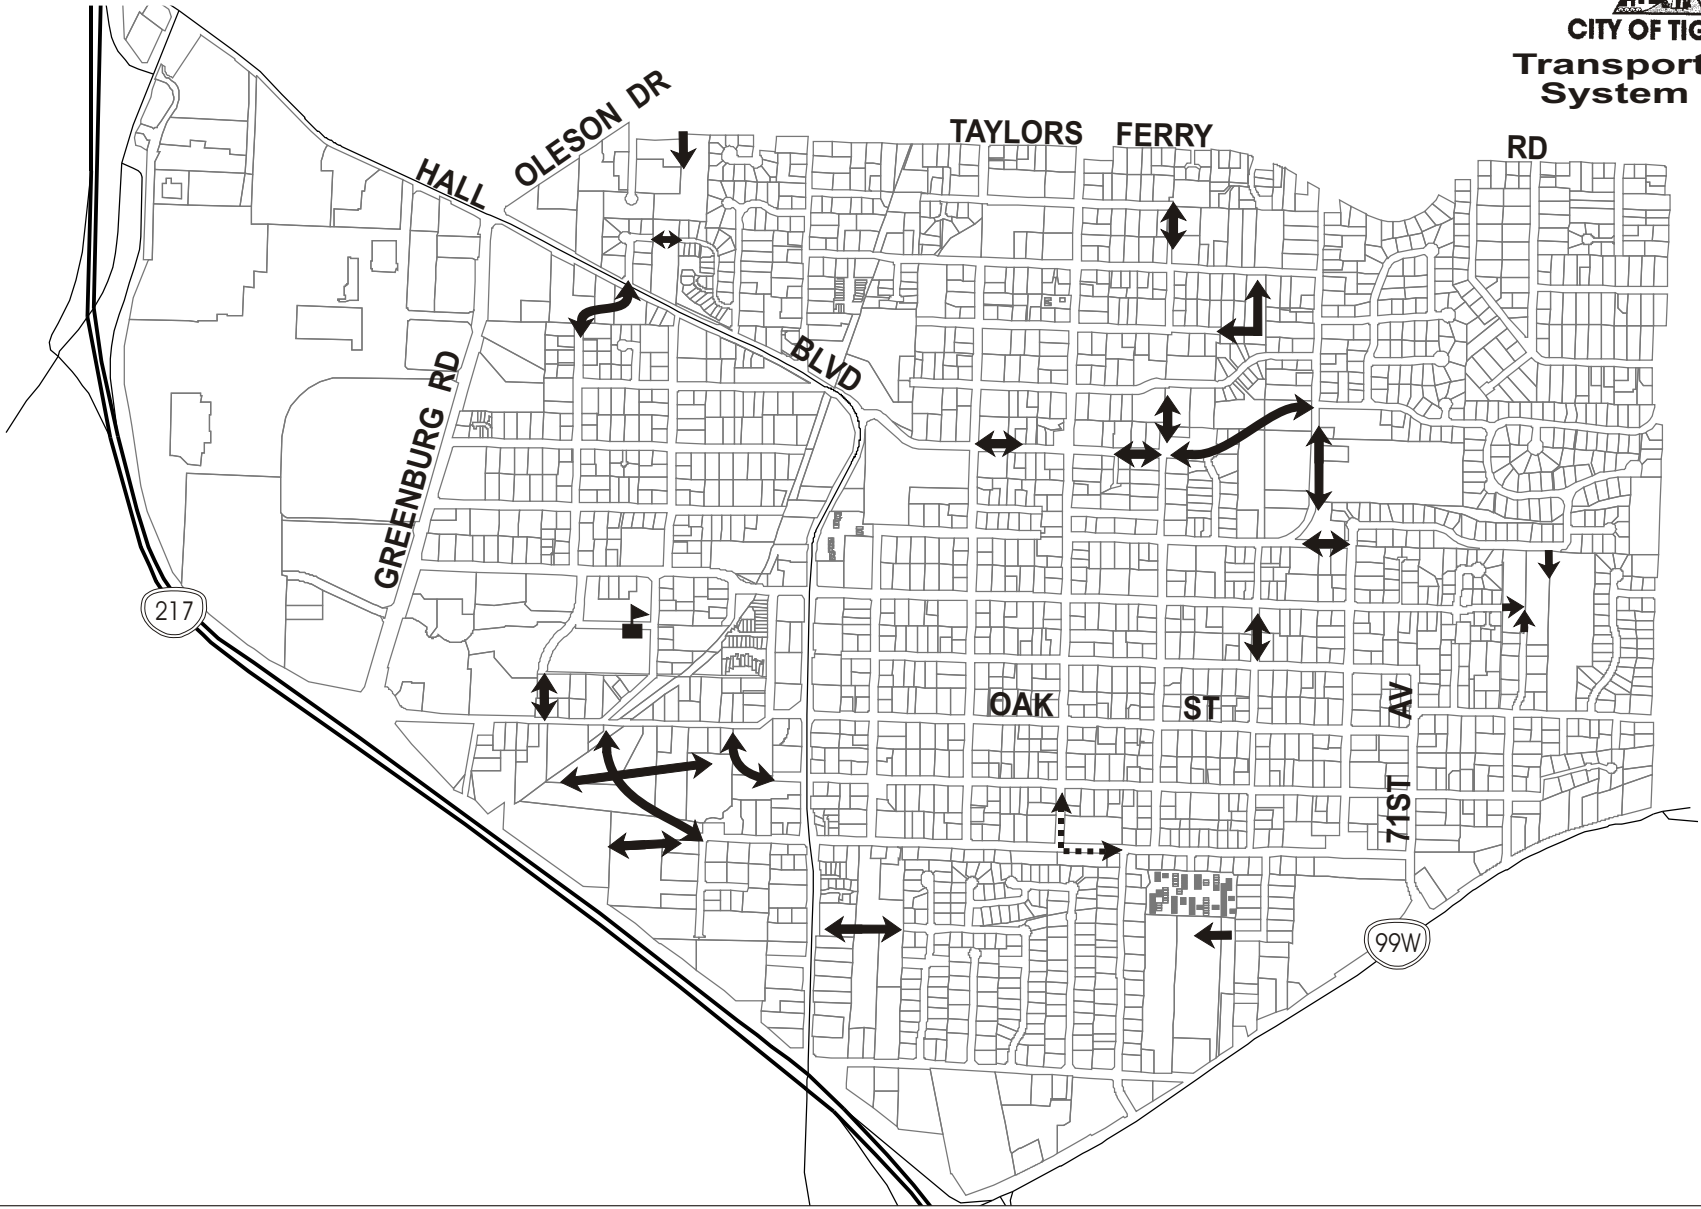 CITY OF TIG
Transport
System
OLESON DR
TAYLORS FERRY RD
HALL
BLVD
GREENBURG RD
217
OAK ST
71ST AV
99W